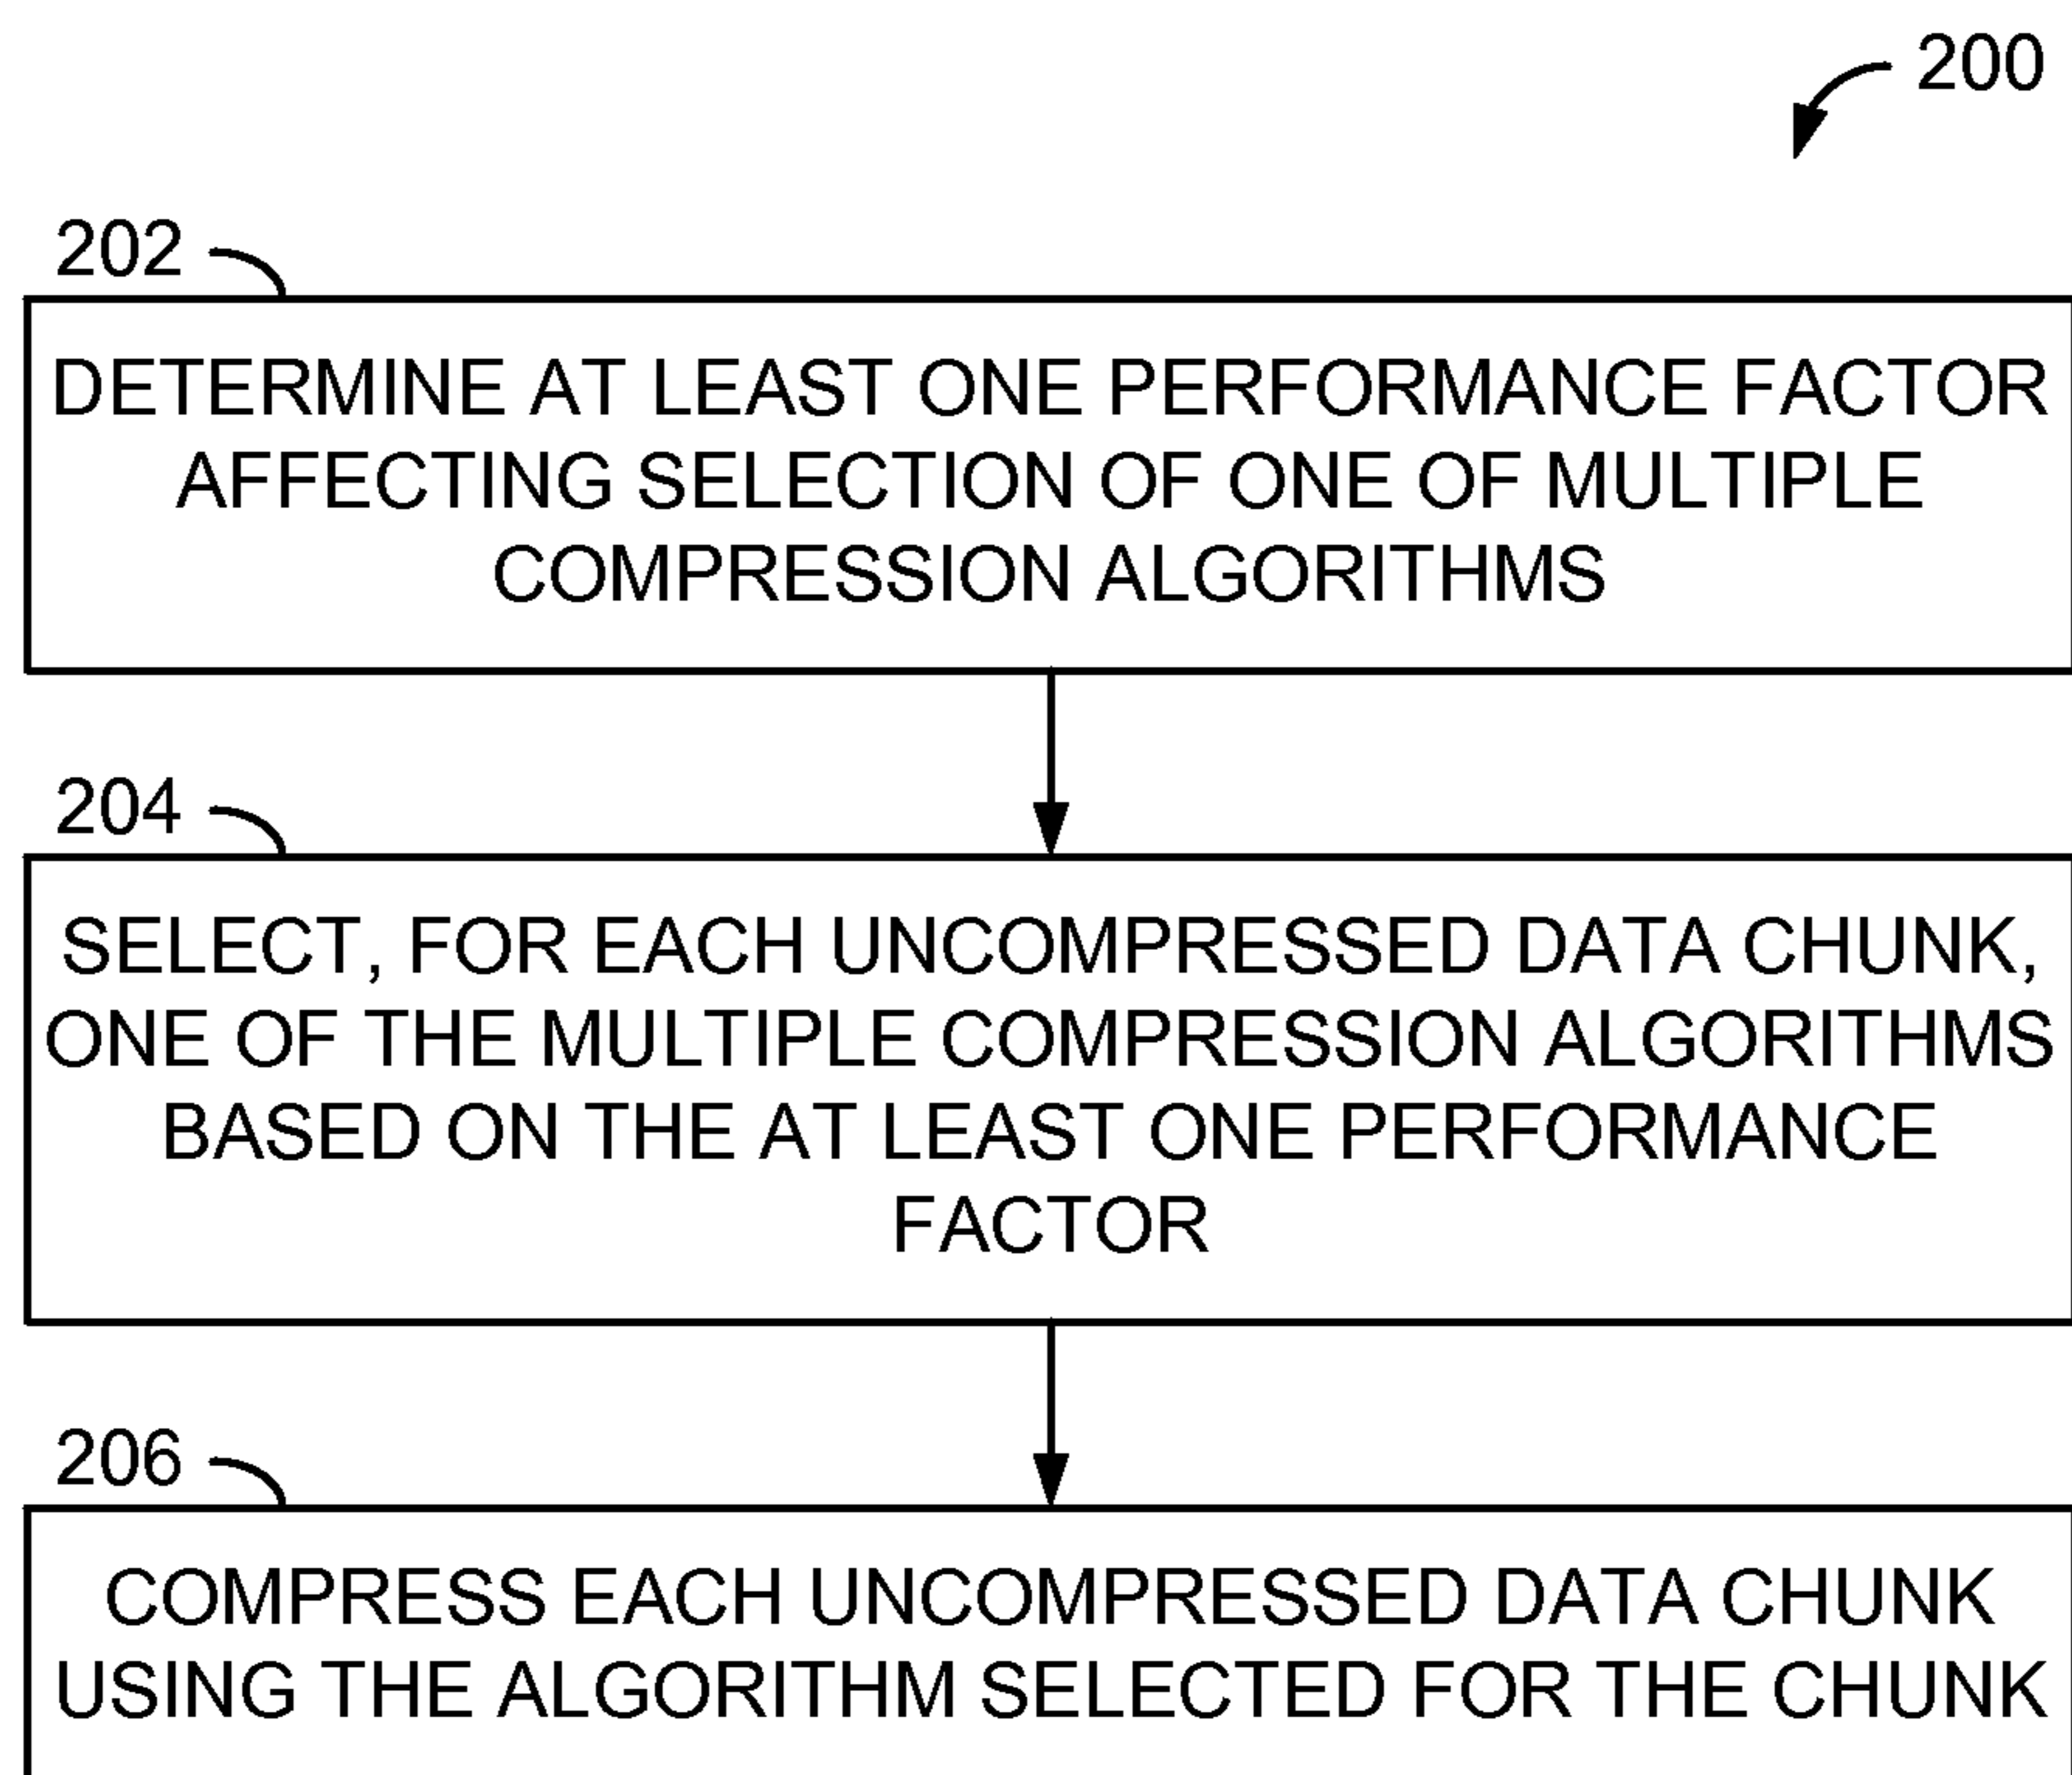 200
202
DETERMINE AT LEAST ONE PERFORMANCE FACTOR
AFFECTING SELECTION OF ONE OF MULTIPLE
COMPRESSION ALGORITHMS
204
SELECT, FOR EACH UNCOMPRESSED DATA CHUNK,
ONE OF THE MULTIPLE COMPRESSION ALGORITHMS
BASED ON THE AT LEAST ONE PERFORMANCE
FACTOR
206
COMPRESS EACH UNCOMPRESSED DATA CHUNK
USING THE ALGORITHM SELECTED FOR THE CHUNK